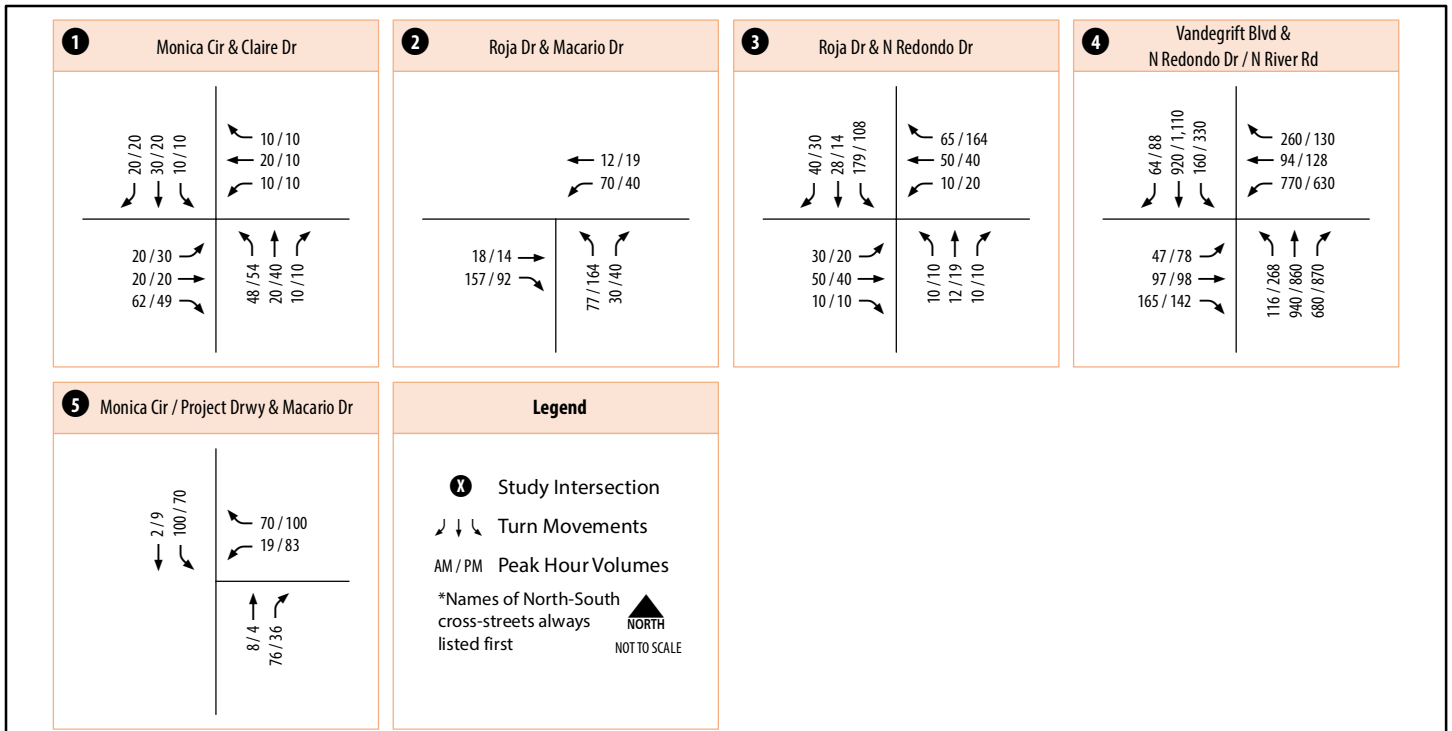 1
Monica Cir & Claire Dr
20 / 20
30 / 20
10 / 10
10 / 10
20 / 10
10 / 10
20 / 30
20 / 20
62 / 49
48 / 54
20 / 40
10 / 10
2
Roja Dr & Macario Dr
12 / 19
70 / 40
18 / 14
157 / 92
77 / 164
30 / 40
3
Roja Dr & N Redondo Dr
40 / 30
28 / 14
179 / 108
65 / 164
50 / 40
10 / 20
30 / 20
50 / 40
10 / 10
10 / 10
12 / 19
10 / 10
4
Vandegrift Blvd &
N Redondo Dr / N River Rd
64 / 88
920 / 1,110
160 / 330
260 / 130
94 / 128
770 / 630
47 / 78
97 / 98
165 / 142
116 / 268
940 / 860
680 / 870
5
Monica Cir / Project Drwy & Macario Dr
2 / 9
100 / 70
70 / 100
19 / 83
8 / 4
76 / 36
Legend
X Study Intersection
Turn Movements
AM / PM Peak Hour Volumes
*Names of North-South
cross-streets always
listed first
NORTH
NOT TO SCALE